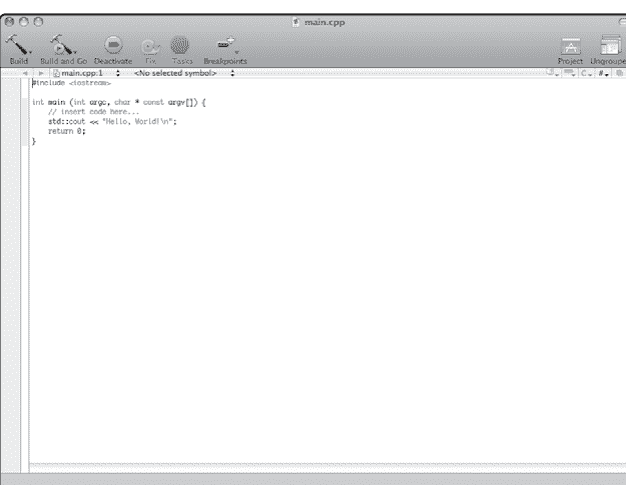 main.cpp
Build Build and Go Deactivate Fix Tasks Breakpoints Project Ungroupe
main.cpp:1 <No selected symbol> C, #,
#include <iostream>
int main (int argc, char * const argv[]) {
// insert code here...
std::cout << "Hello, World!\n";
return 0;
}